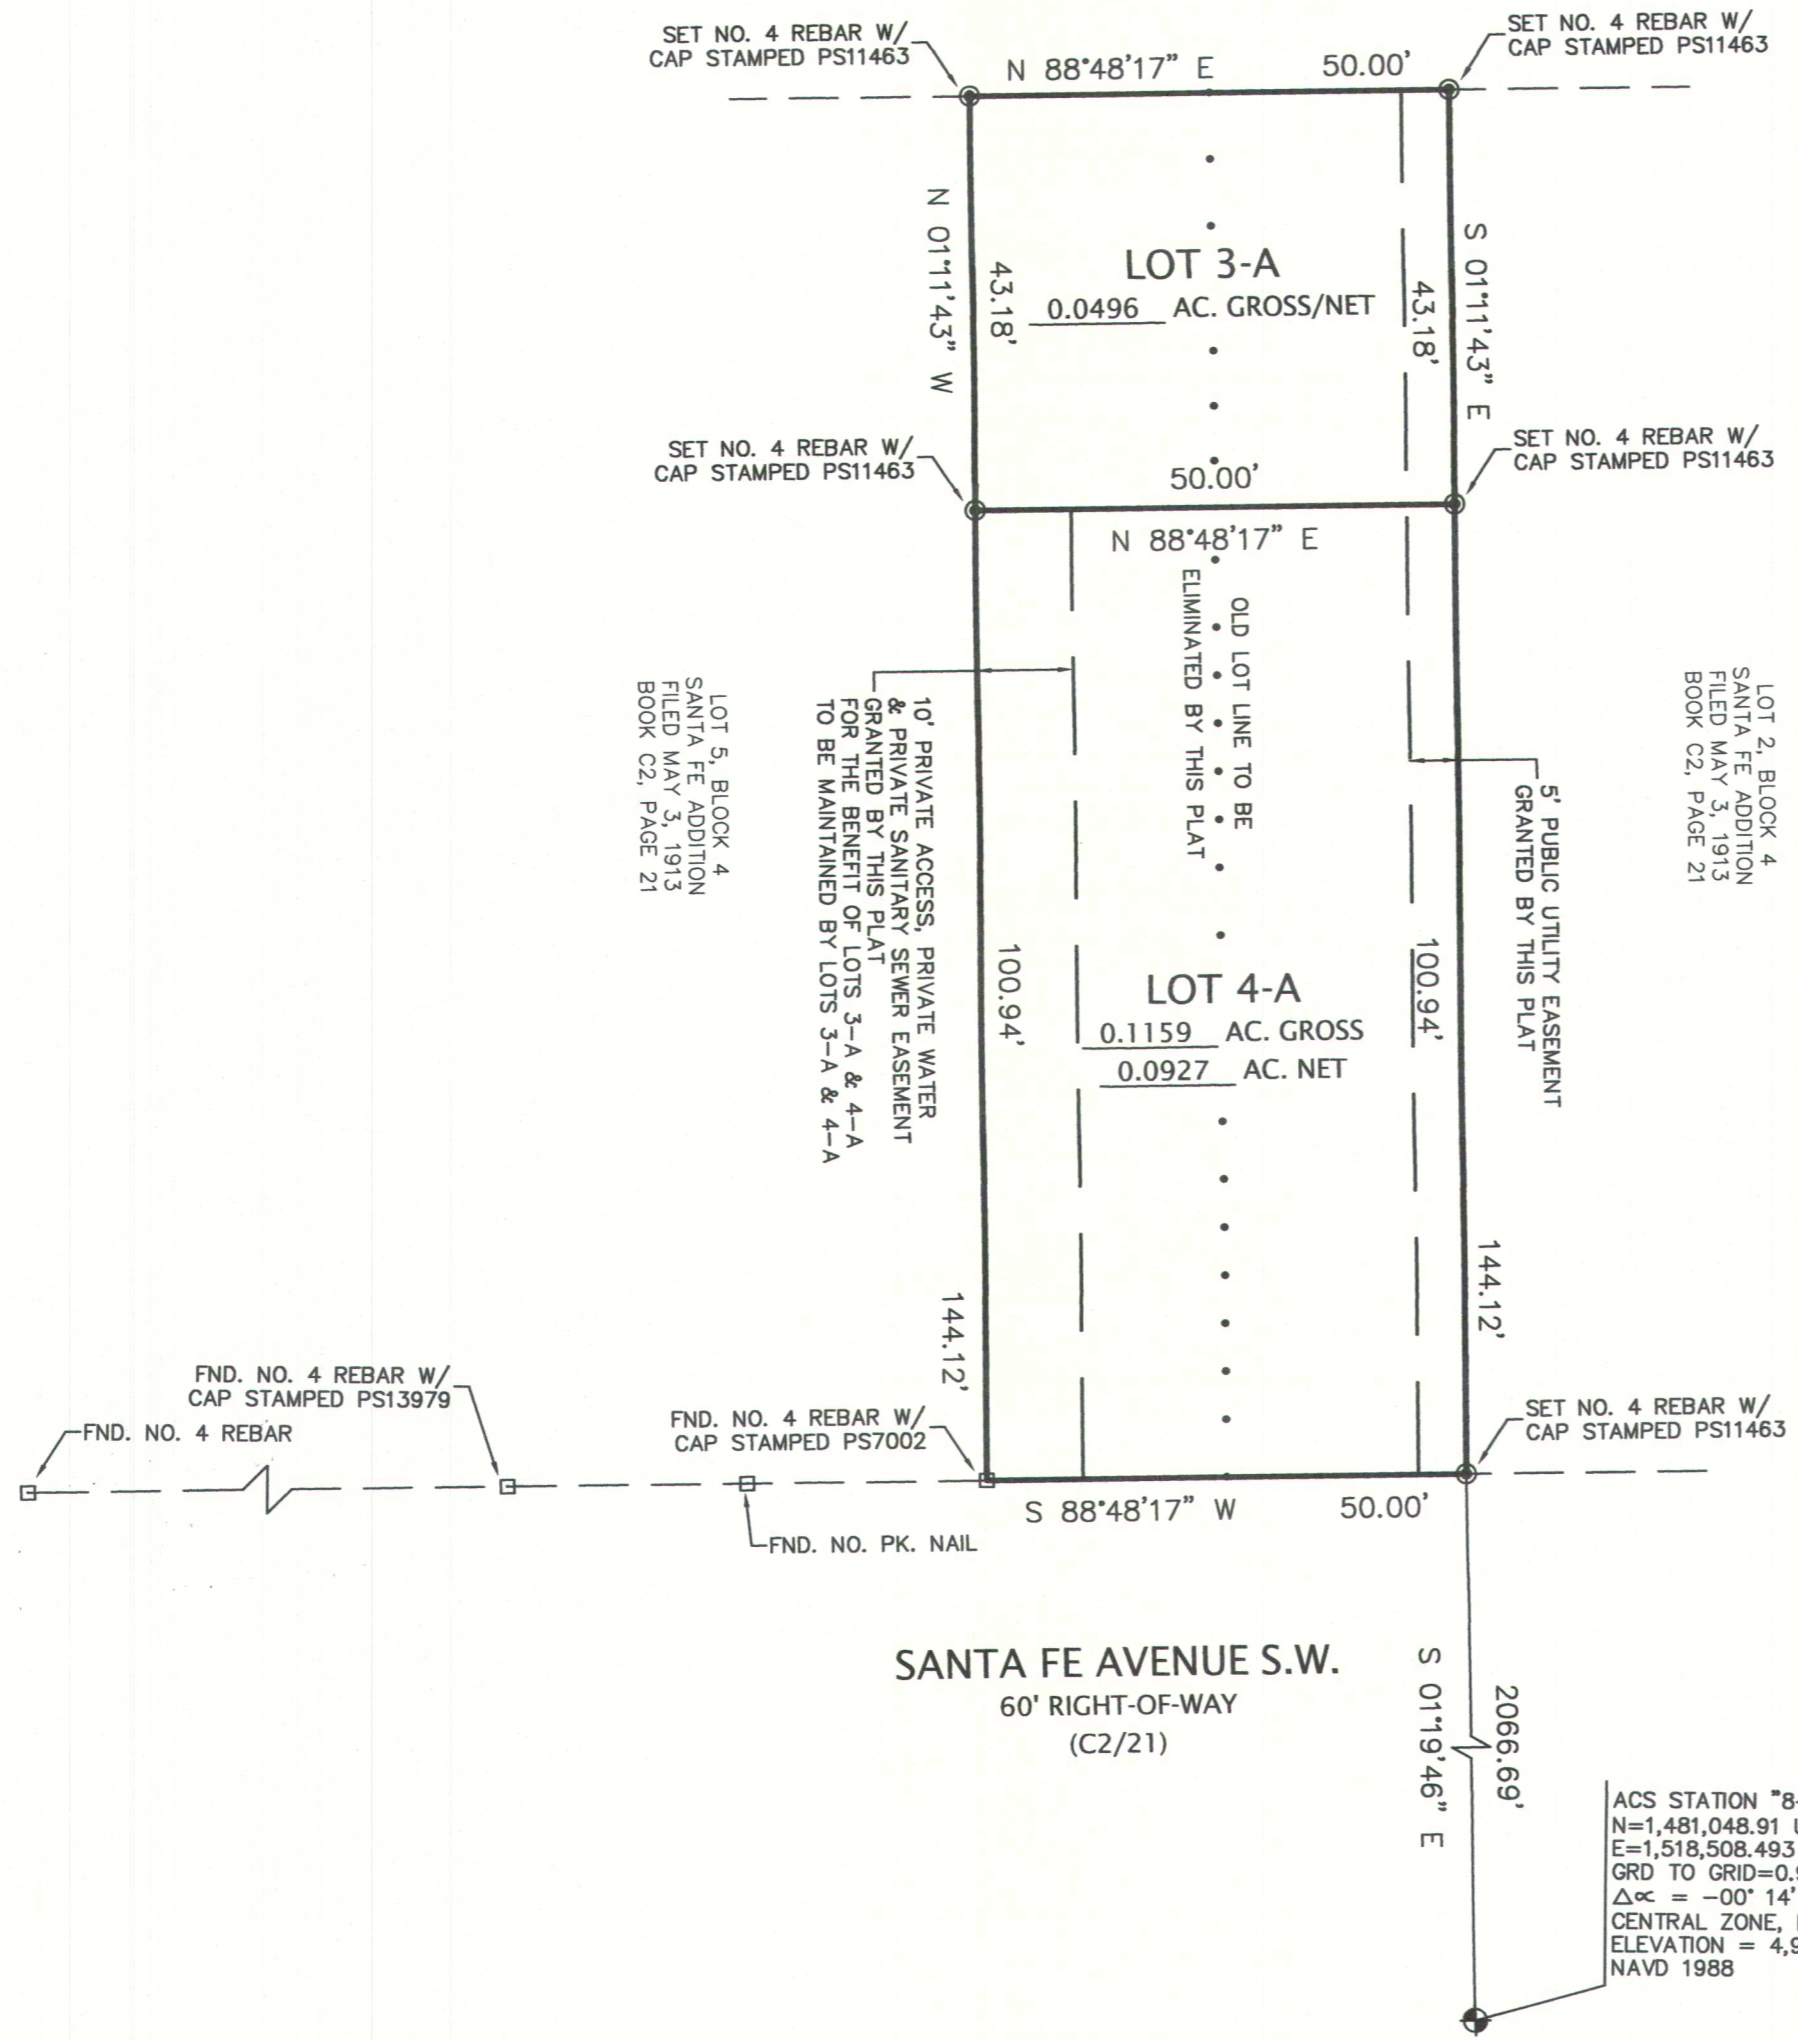 SET NO. 4 REBAR W/
CAP STAMPED PS11463
SET NO. 4 REBAR W/
CAP STAMPED PS11463
N 88°48'17" E
50.00'
N 01°11'43" W
43.18'
LOT 3-A
0.0496 AC. GROSS/NET
43.18'
S 01°11'43" E
SET NO. 4 REBAR W/
CAP STAMPED PS11463
SET NO. 4 REBAR W/
CAP STAMPED PS11463
50.00'
N 88°48'17" E
OLD LOT LINE TO BE
ELIMINATED BY THIS PLAT
LOT 5, BLOCK 4
SANTA FE ADDITION
FILED MAY 3, 1913
BOOK C2, PAGE 21
10' PRIVATE ACCESS, PRIVATE WATER
& PRIVATE SANITARY SEWER EASEMENT
GRANTED BY THIS PLAT
FOR THE BENEFIT OF LOTS 3-A & 4-A
TO BE MAINTAINED BY LOTS 3-A & 4-A
5' PUBLIC UTILITY EASEMENT
GRANTED BY THIS PLAT
LOT 2, BLOCK 4
SANTA FE ADDITION
FILED MAY 3, 1913
BOOK C2, PAGE 21
100.94'
LOT 4-A
0.1159 AC. GROSS
0.0927 AC. NET
100.94'
144.12'
144.12'
FND. NO. 4 REBAR W/
CAP STAMPED PS13979
FND. NO. 4 REBAR
FND. NO. 4 REBAR W/
CAP STAMPED PS7002
SET NO. 4 REBAR W/
CAP STAMPED PS11463
S 88°48'17" W
50.00'
FND. NO. PK. NAIL
SANTA FE AVENUE S.W.
60' RIGHT-OF-WAY
(C2/21)
S 01°19'46" E
2066.69'
ACS STATION "8-
N=1,481,048.91
E=1,518,508.493
GRD TO GRID=0.
Δ∝ = -00° 14'
CENTRAL ZONE,
ELEVATION = 4,9
NAVD 1988